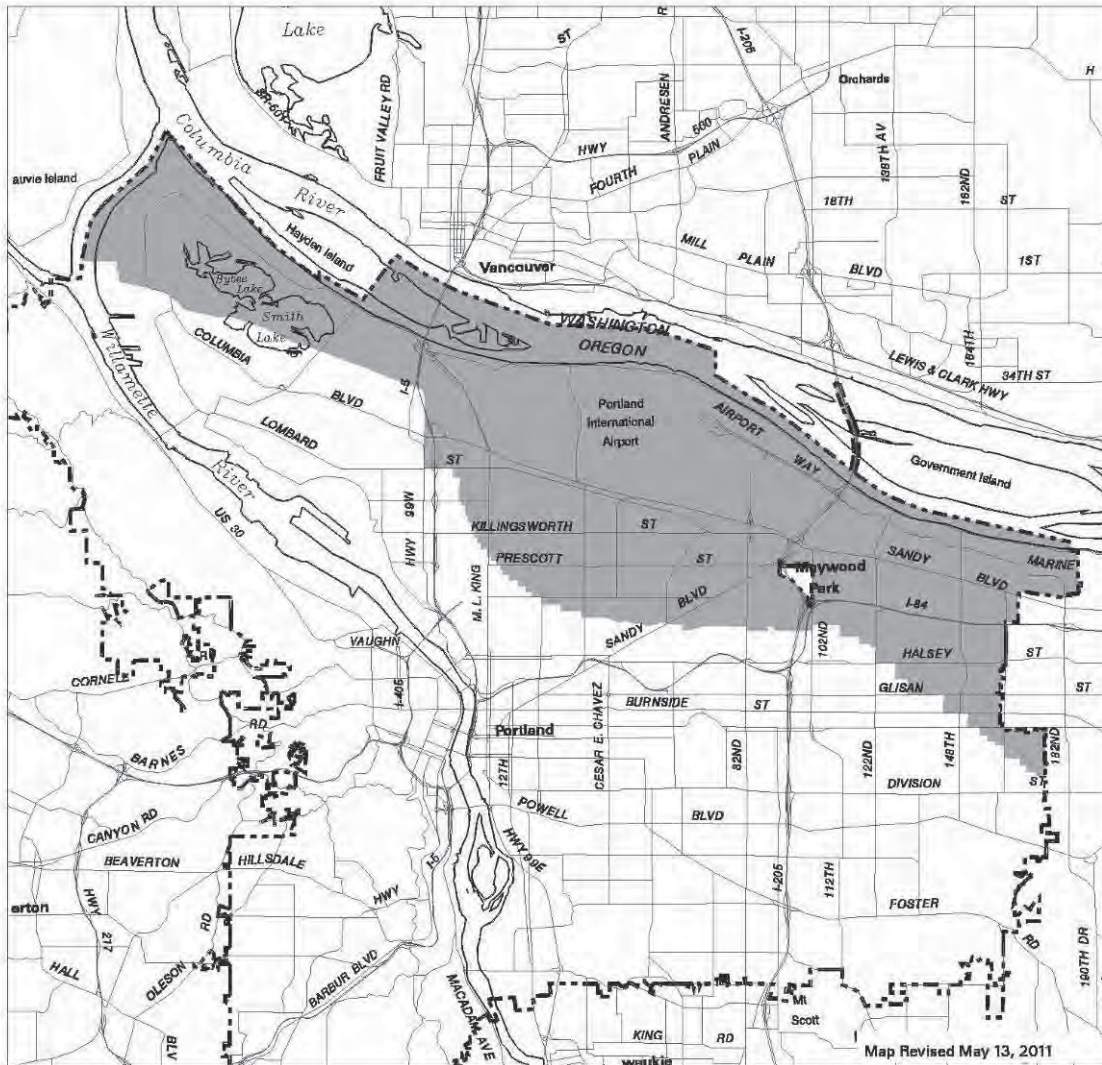 Lake
ST
I-205
Orchards
H
SR-501
FRUIT VALLEY RD
ANDRESEN
500
HWY
FOURTH PLAIN
138TH AV
162ND
18TH
ST
Columbia
River
auvie Island
Hayden Island
MILL
PLAIN
BLVD
1ST
Vancouver
Bybee
Lake
Smith
Lake
WASHINGTON
OREGON
164TH
LEWIS & CLARK HWY
34TH ST
COLUMBIA
BLVD
I-5
Portland
International
Airport
AIRPORT
WAY
LOMBARD
ST
Government Island
Willamette
River
US 30
HWY
99W
KILLINGSWORTH
ST
PRESCOTT
ST
SANDY
BLVD
MARINE
SANDY
BLVD
Maywood
Park
I-84
M.L. KING
VAUGHN
102ND
HALSEY
ST
CORNELL
RD
I-405
GLISAN
ST
BURNSIDE
ST
Portland
BARNES
RD
12TH
CESAR E. CHAVEZ
82ND
122ND
148TH
182ND
DIVISION
ST
CANYON RD
POWELL
BLVD
BEAVERTON
HILLSDALE
HWY
I-5
HWY 99E
I-205
112TH
erton
HWY
217
RD
FOSTER
RD
190TH DR
HALL
BLV
OLESON
BARBUR BLVD
MACADAM AVE
Mt
Scott
KING
RD
waukie
Map Revised May 13, 2011